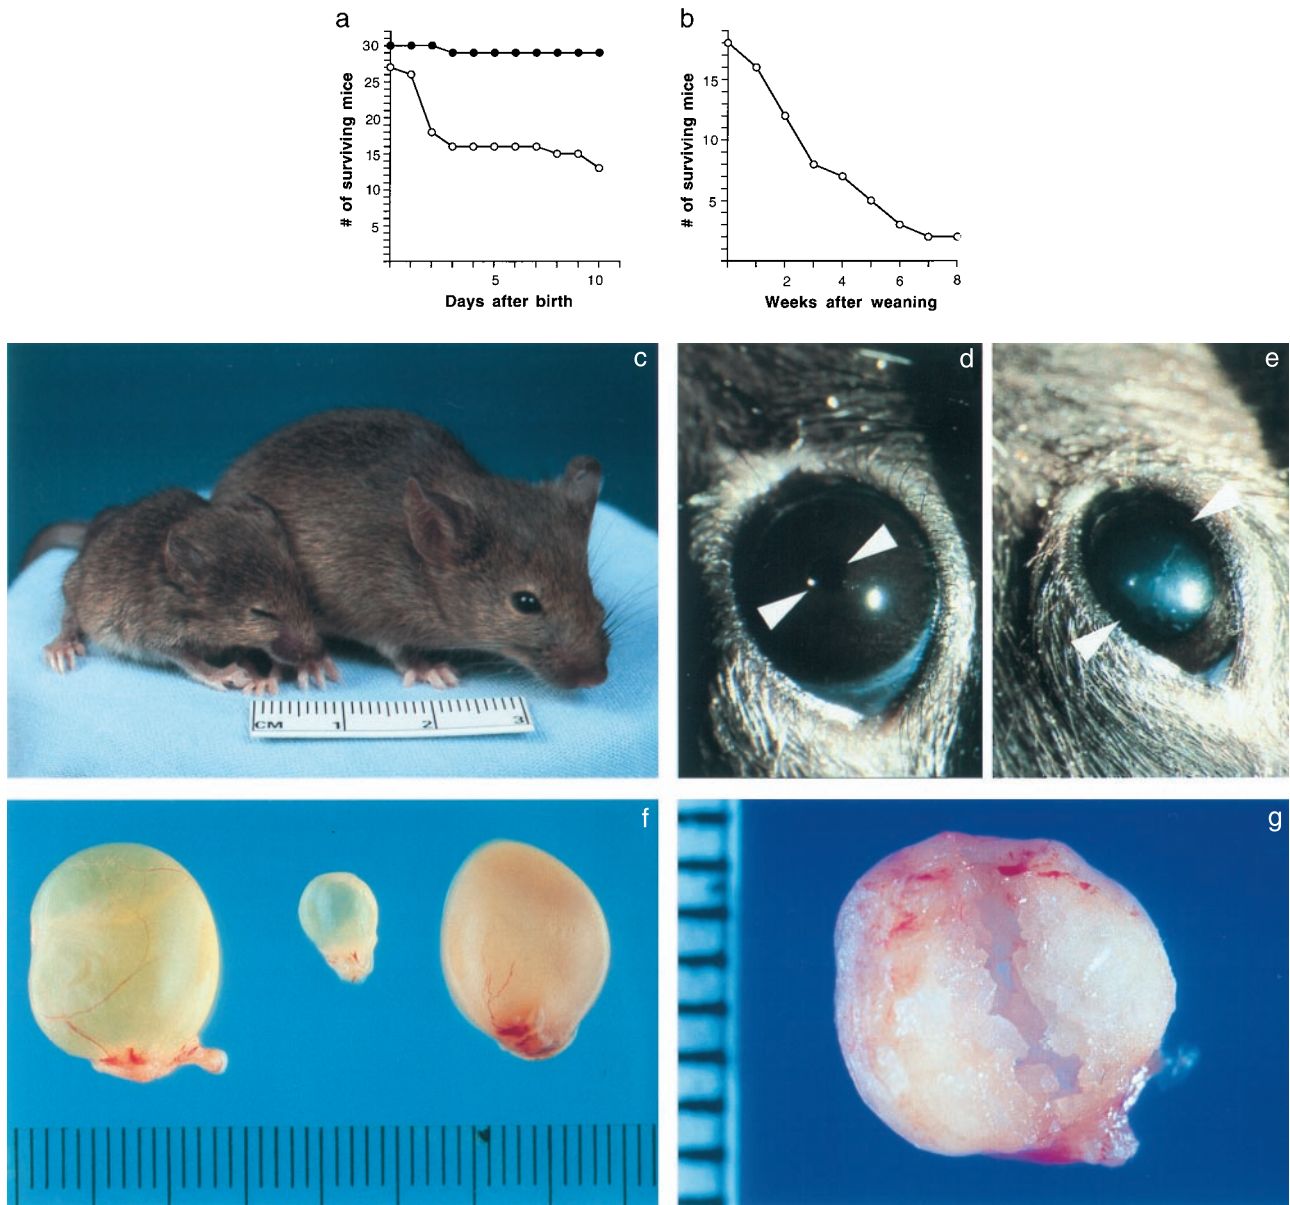 a
# of surviving mice
30
25
20
15
10
5
5
10
Days after birth
b
# of surviving mice
15
10
5
2
4
6
8
Weeks after weaning
c
CM 1 2 3
d
e
f
g